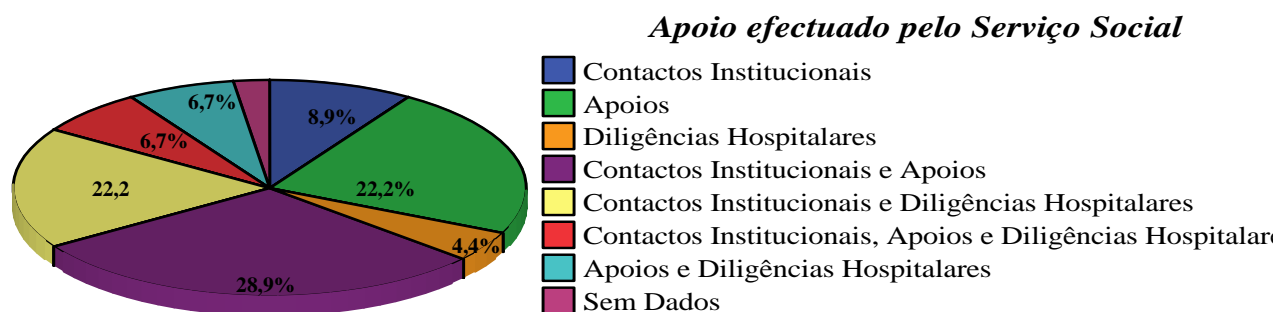 Apoio efectuado pelo Serviço Social
Contactos Institucionais
Apoios
Diligências Hospitalares
Contactos Institucionais e Apoios
Contactos Institucionais e Diligências Hospitalares
Contactos Institucionais, Apoios e Diligências Hospitalare
Apoios e Diligências Hospitalares
Sem Dados
8,9%
22,2%
4,4%
28,9%
22,2
6,7%
6,7%